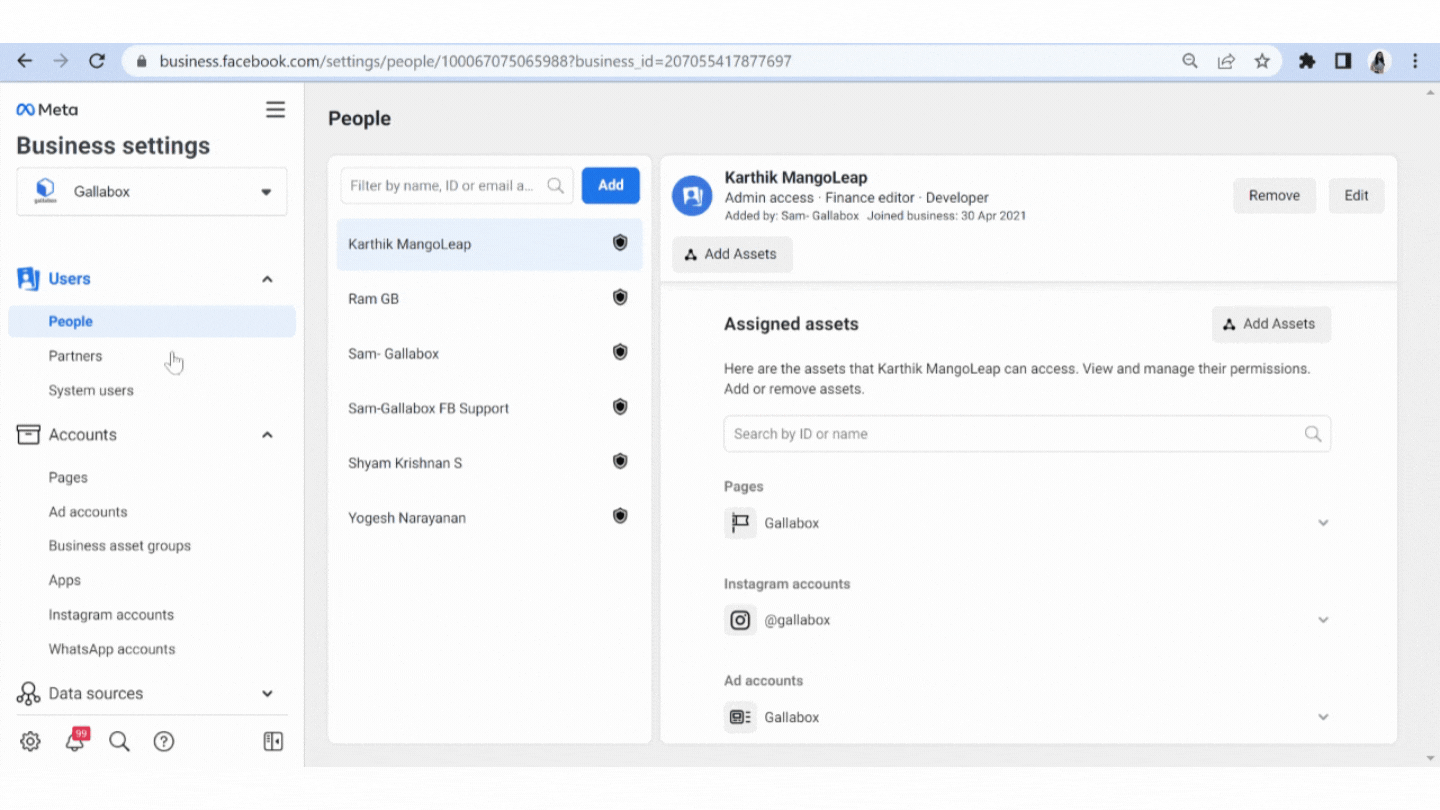 business.facebook.com/settings/people/100067075065988?business_id=207055417877697
Meta
Business settings
gallabox
Gallabox
Users
People
Partners
System users
Accounts
Pages
Ad accounts
Business asset groups
Apps
Instagram accounts
WhatsApp accounts
Data sources
99
People
Filter by name, ID or email a...
Add
Karthik MangoLeap
Ram GB
Sam- Gallabox
Sam-Gallabox FB Support
Shyam Krishnan S
Yogesh Narayanan
Karthik MangoLeap
Admin access · Finance editor · Developer
Added by: Sam- Gallabox Joined business: 30 Apr 2021
Remove
Edit
Add Assets
Assigned assets
Add Assets
Here are the assets that Karthik MangoLeap can access. View and manage their permissions.
Add or remove assets.
Search by ID or name
Pages
Gallabox
Instagram accounts
@gallabox
Ad accounts
Gallabox